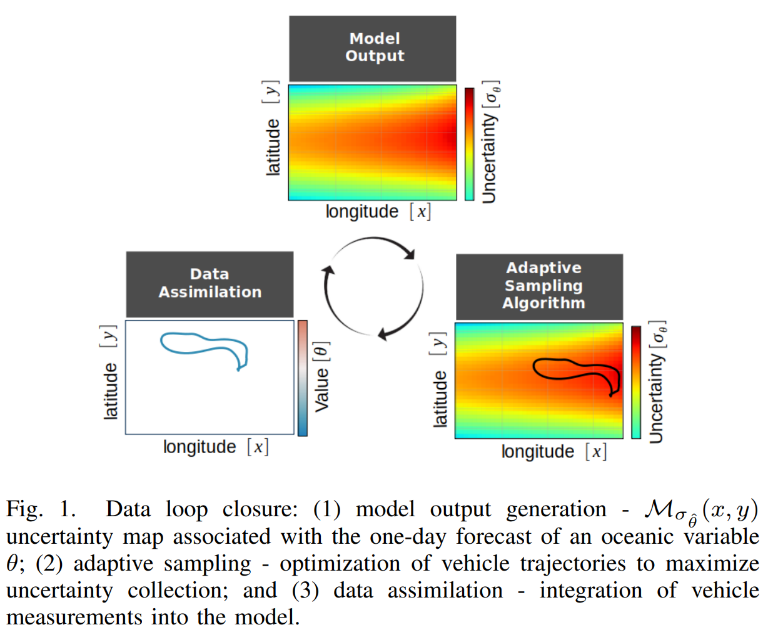 Model
Output
latitude [y]
longitude [x]
Uncertainty [σθ]
Data
Assimilation
latitude [y]
longitude [x]
Value [θ]
Adaptive
Sampling
Algorithm
latitude [y]
longitude [x]
Uncertainty [σθ]
Fig. 1. Data loop closure: (1) model output generation - ℳσ_θ̂(x, y)
uncertainty map associated with the one-day forecast of an oceanic variable
θ; (2) adaptive sampling - optimization of vehicle trajectories to maximize
uncertainty collection; and (3) data assimilation - integration of vehicle
measurements into the model.